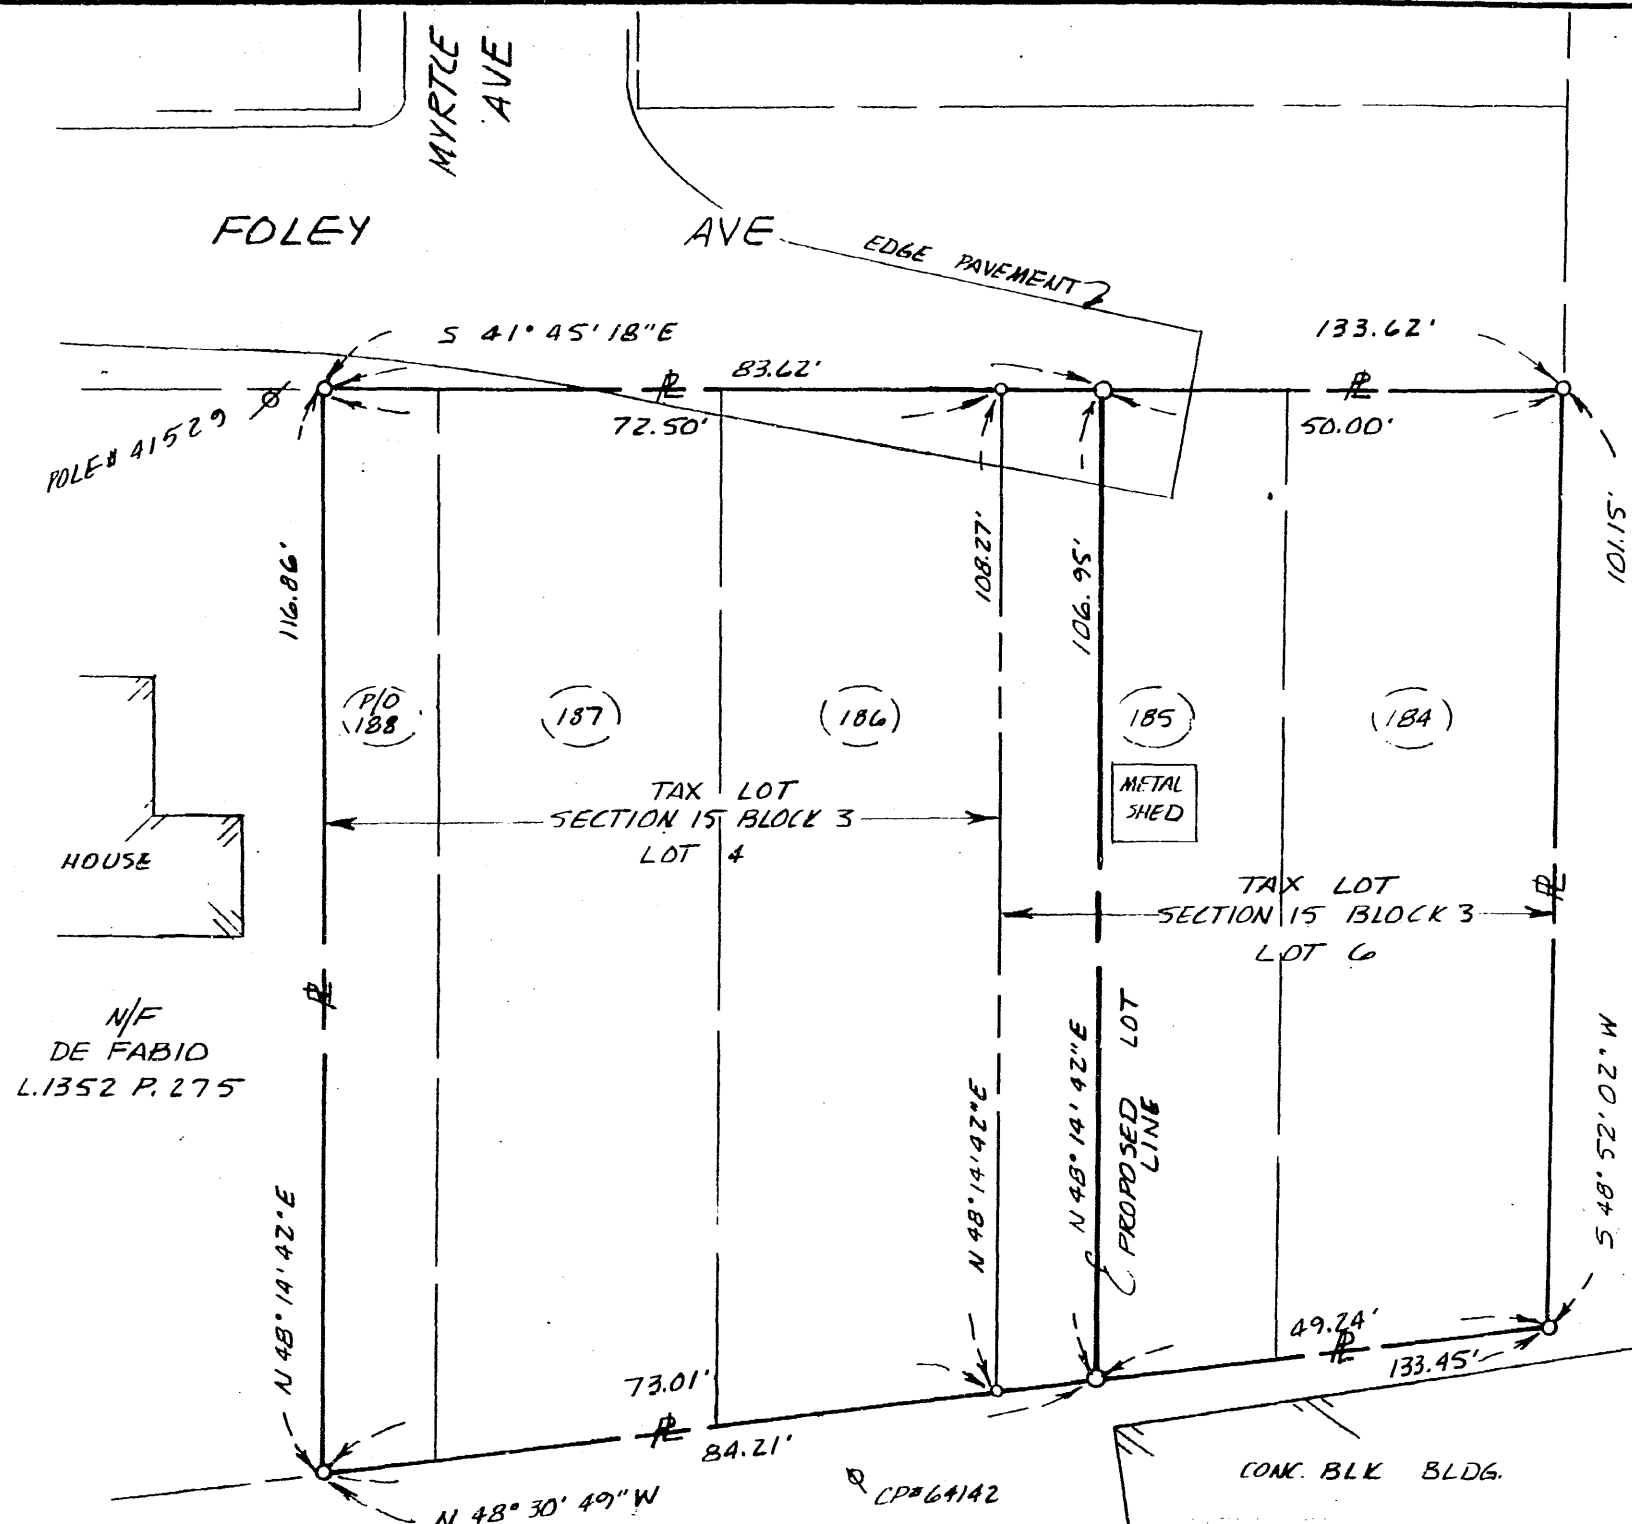 MYRTLE
AVE
FOLEY AVE
EDGE PAVEMENT
S 41° 45' 18"E
133.62'
83.62'
72.50'
50.00'
POLE# 41529
116.86'
108.27'
106.95'
101.15'
P/O
188
187
186
185
184
METAL
SHED
TAX LOT
SECTION 15 BLOCK 3
LOT 4
HOUSE
TAX LOT
SECTION 15 BLOCK 3
LOT 6
N/F
DE FABIO
L.1352 P. 275
N 48° 14' 42"E
N 48° 14' 42"E
N 48° 14' 42"E
PROPOSED LOT
LINE
S 48° 52' 02" W
49.24'
133.45'
73.01'
84.21'
N 48° 30' 49" W
CP#64142
CONC. BLK BLDG.